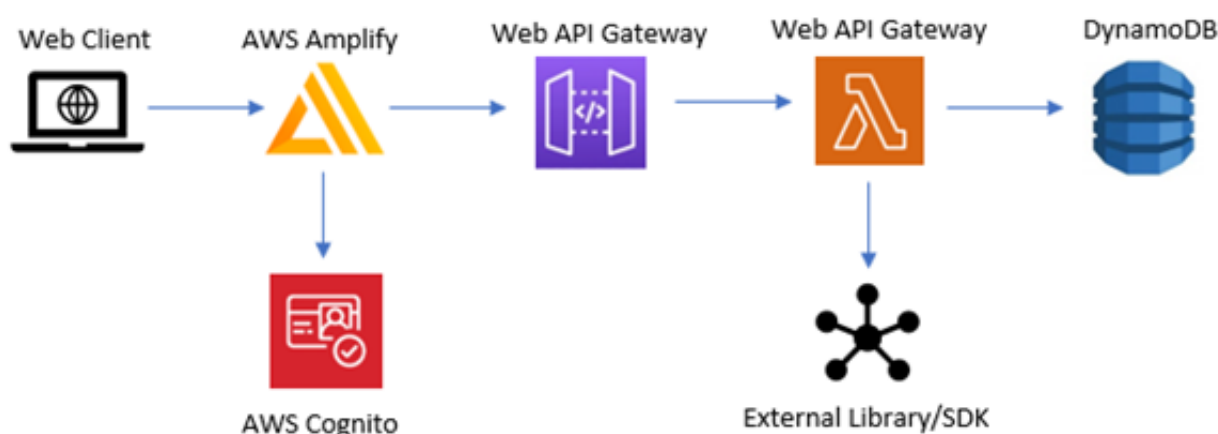 Web Client
AWS Amplify
Web API Gateway
Web API Gateway
DynamoDB
</>
AWS Cognito
External Library/SDK